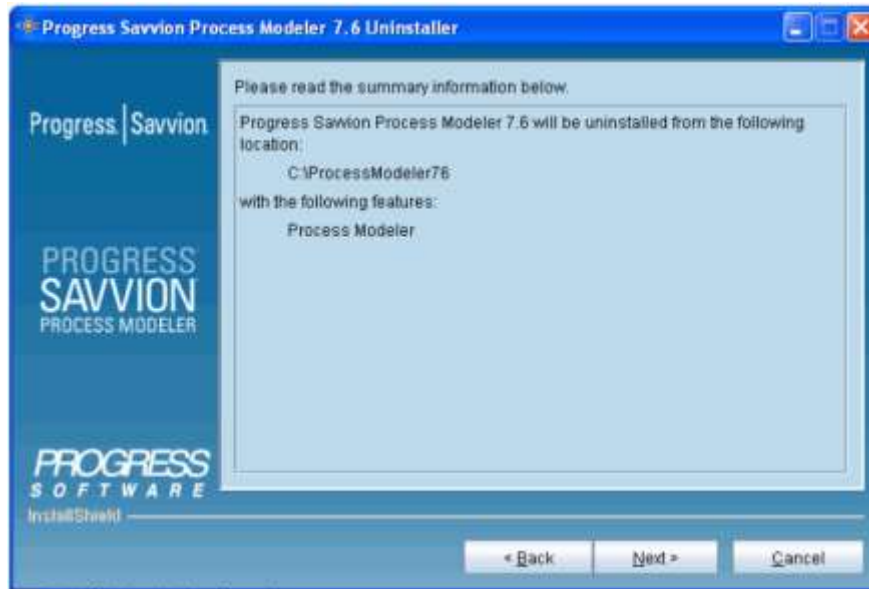 Progress Savvion Process Modeler 7.6 Uninstaller
Progress Savvion
PROGRESS
SAVVION
PROCESS MODELER
PROGRESS
SOFTWARE
Please read the summary information below.
Progress Savvion Process Modeler 7.6 will be uninstalled from the following
location:
C:\ProcessModeler76
with the following features:
Process Modeler
InstallShield
< Back
Next >
Cancel